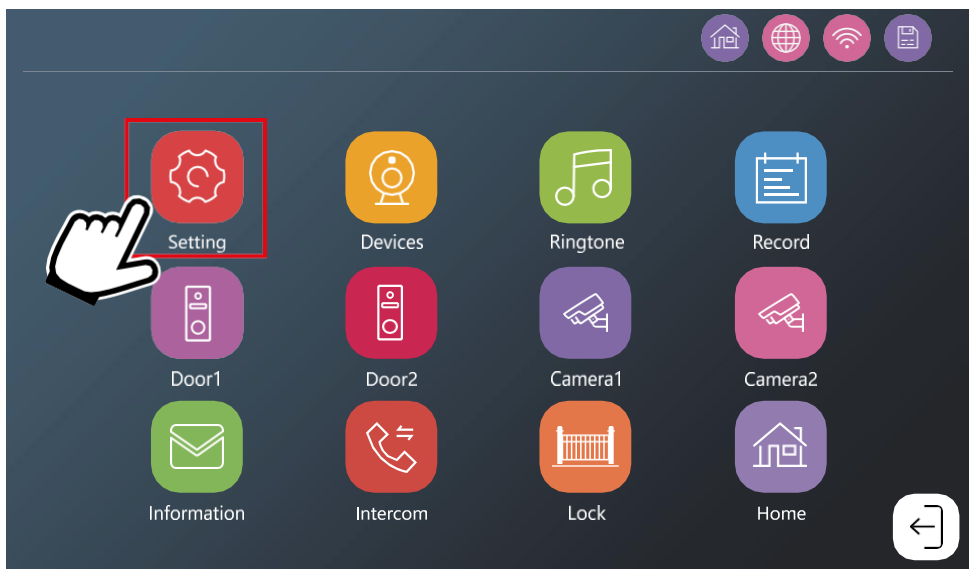 Setting
Devices
Ringtone
Record
Door1
Door2
Camera1
Camera2
Information
Intercom
Lock
Home